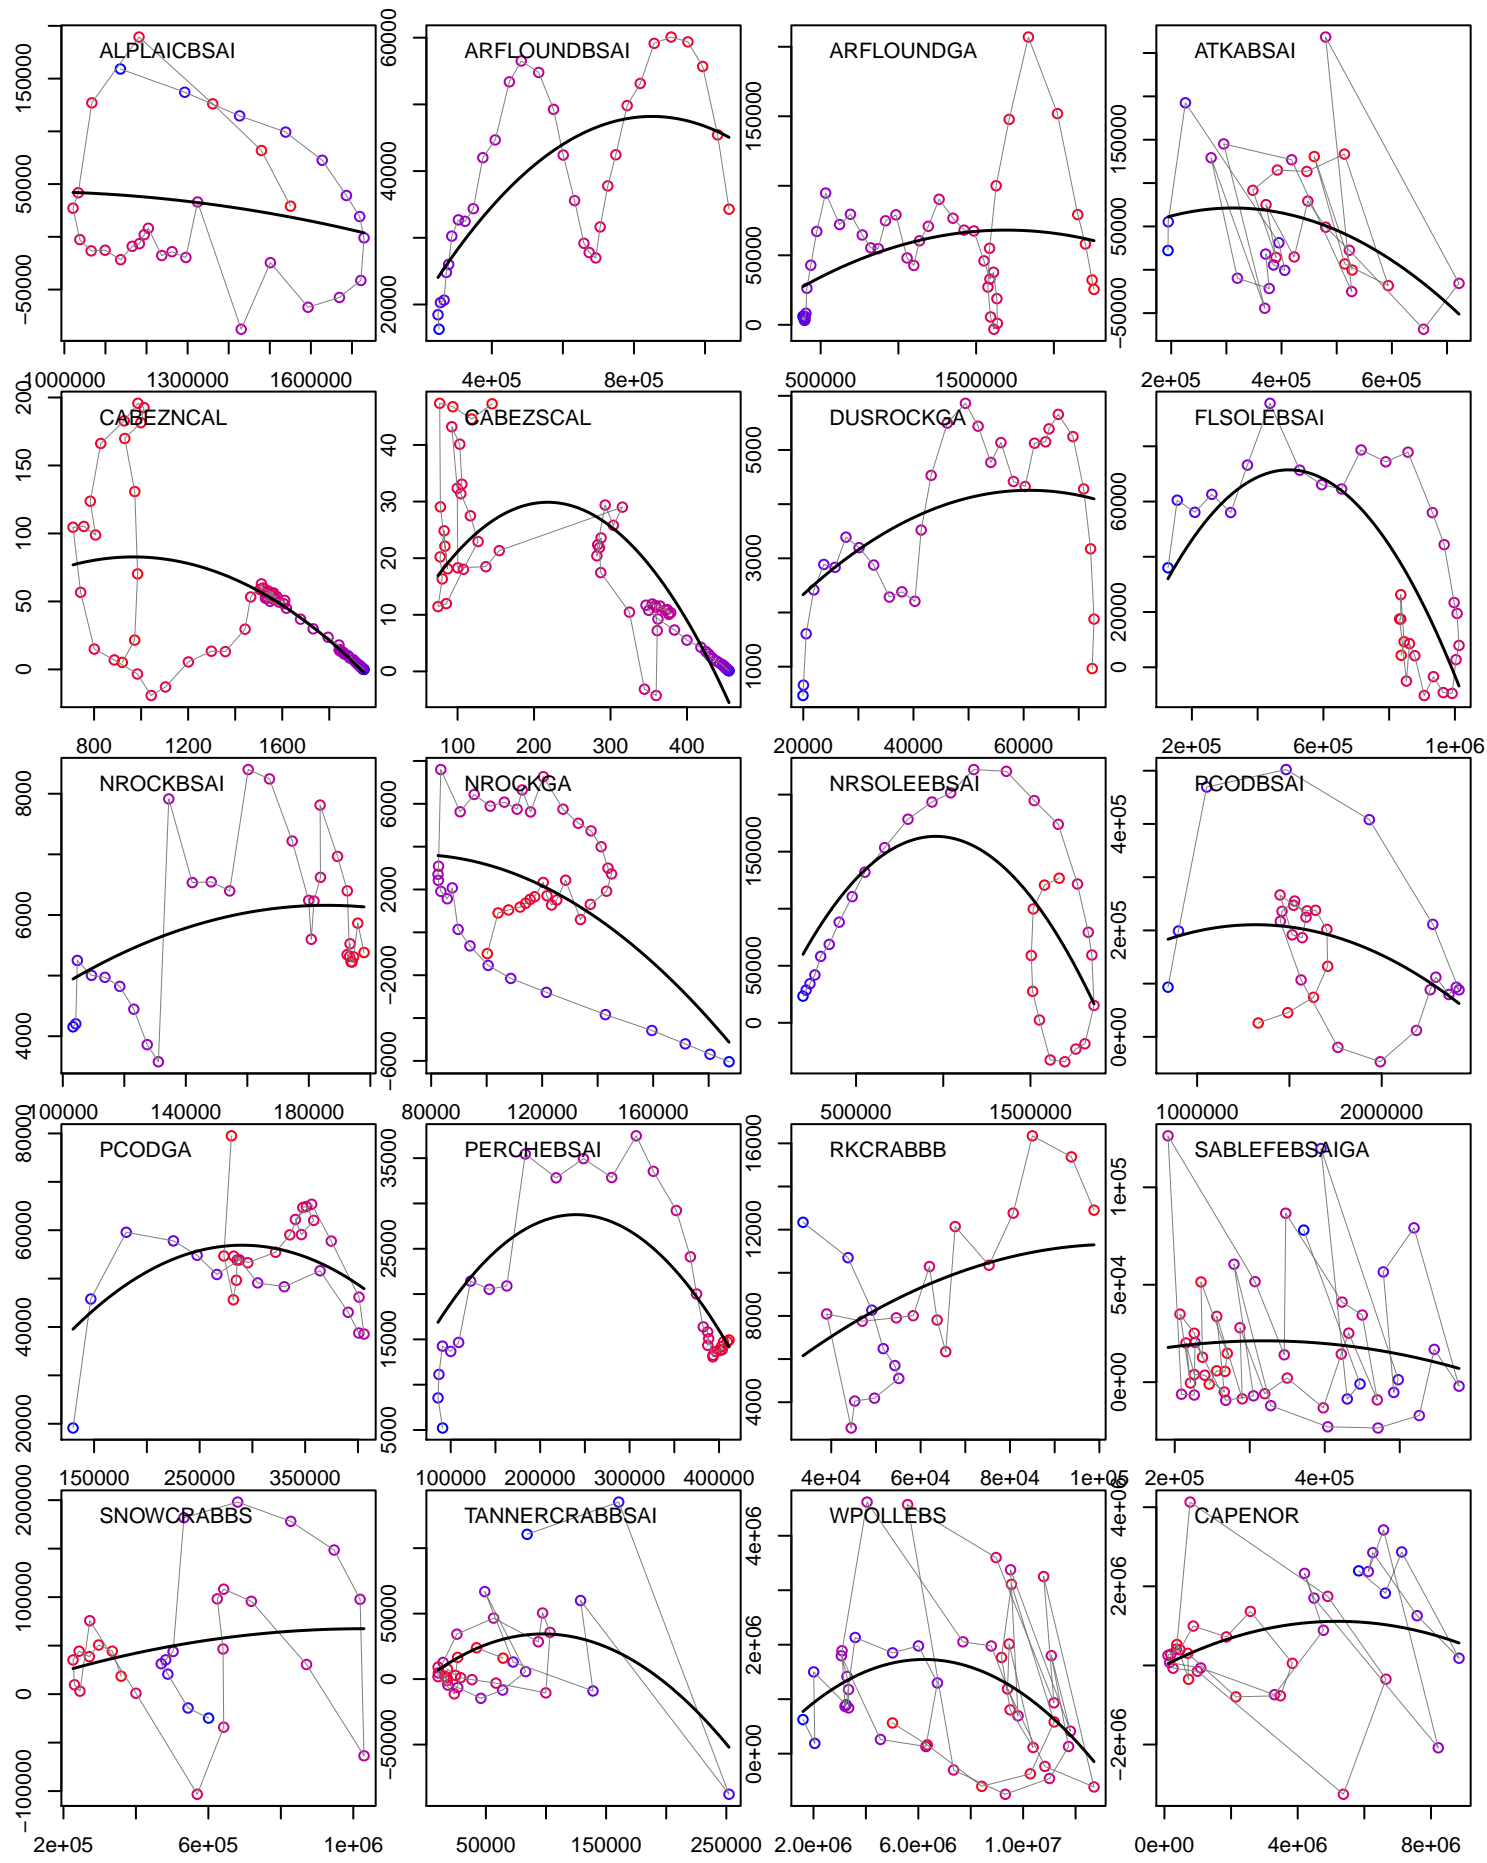 ALPLAICBSAI ARFLOUNDBSAI ARFLOUNDGA ATKABSAI
−50000 50000 150000
20000 40000 60000
0 50000 150000
−50000 50000 150000
1000000 1300000 1600000 4e+05 8e+05 500000 1500000 2e+05 4e+05 6e+05
CABEZNCAL CABEZSCAL DUSROCKGA FLSOLEBSAI
0 50 100 150 200
0 10 20 30 40
1000 3000 5000
0 20000 60000
800 1200 1600 100 200 300 400 20000 40000 60000 2e+05 6e+05 1e+06
NROCKBSAI NROCKGA NRSOLEEBSAI PCODBSAI
4000 6000 8000
−6000 −2000 2000 6000
0 50000 150000
0e+00 2e+05 4e+05
100000 140000 180000 80000 120000 160000 500000 1500000 1000000 2000000
PCODGA PERCHEBSAI RKCRABBB SABLEFEBSAIGA
20000 40000 60000 80000
5000 15000 25000 35000
4000 8000 12000 16000
0e+00 5e+04 1e+05
150000 250000 350000 100000 200000 300000 400000 4e+04 6e+04 8e+04 1e+05 2e+05 4e+05
SNOWCRABBS TANNERCRABBSAI WPOLLEBS CAPENOR
−100000 0 100000 200000
−50000 0 50000
0e+00 2e+06 4e+06
−2e+06 2e+06 4e+06
2e+05 6e+05 1e+06 50000 150000 250000 2.0e+06 6.0e+06 1.0e+07 0e+00 4e+06 8e+06